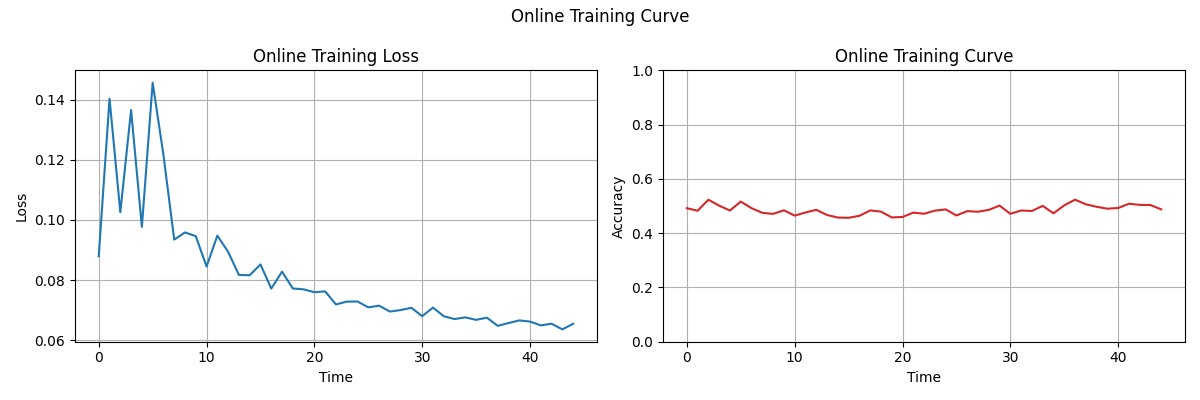 Online Training Curve
Online Training Loss
0.14
0.12
0.10
0.08
0.06
Loss
0 10 20 30 40
Time
Online Training Curve
1.0
0.8
0.6
0.4
0.2
0.0
Accuracy
0 10 20 30 40
Time